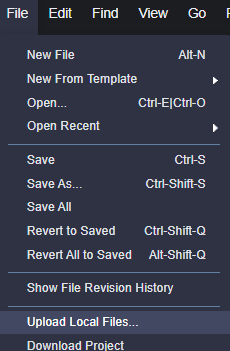 File Edit Find View Go
New File Alt-N
New From Template
Open... Ctrl-E|Ctrl-O
Open Recent
Save Ctrl-S
Save As... Ctrl-Shift-S
Save All
Revert to Saved Ctrl-Shift-Q
Revert All to Saved Alt-Shift-Q
Show File Revision History
Upload Local Files...
Download Project